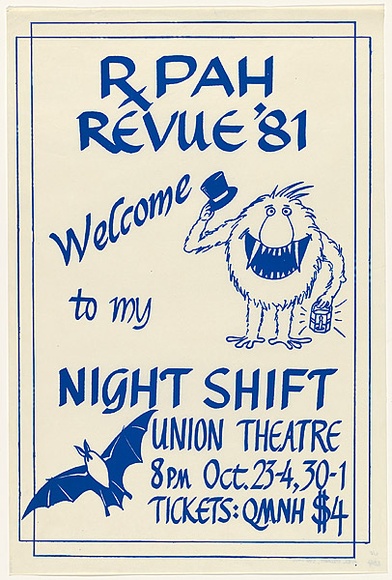 RPAH
REVUE '81
Welcome
to my
NIGHT SHIFT
UNION THEATRE
8PM Oct. 23-4, 30-1
TICKETS: QMNH $4